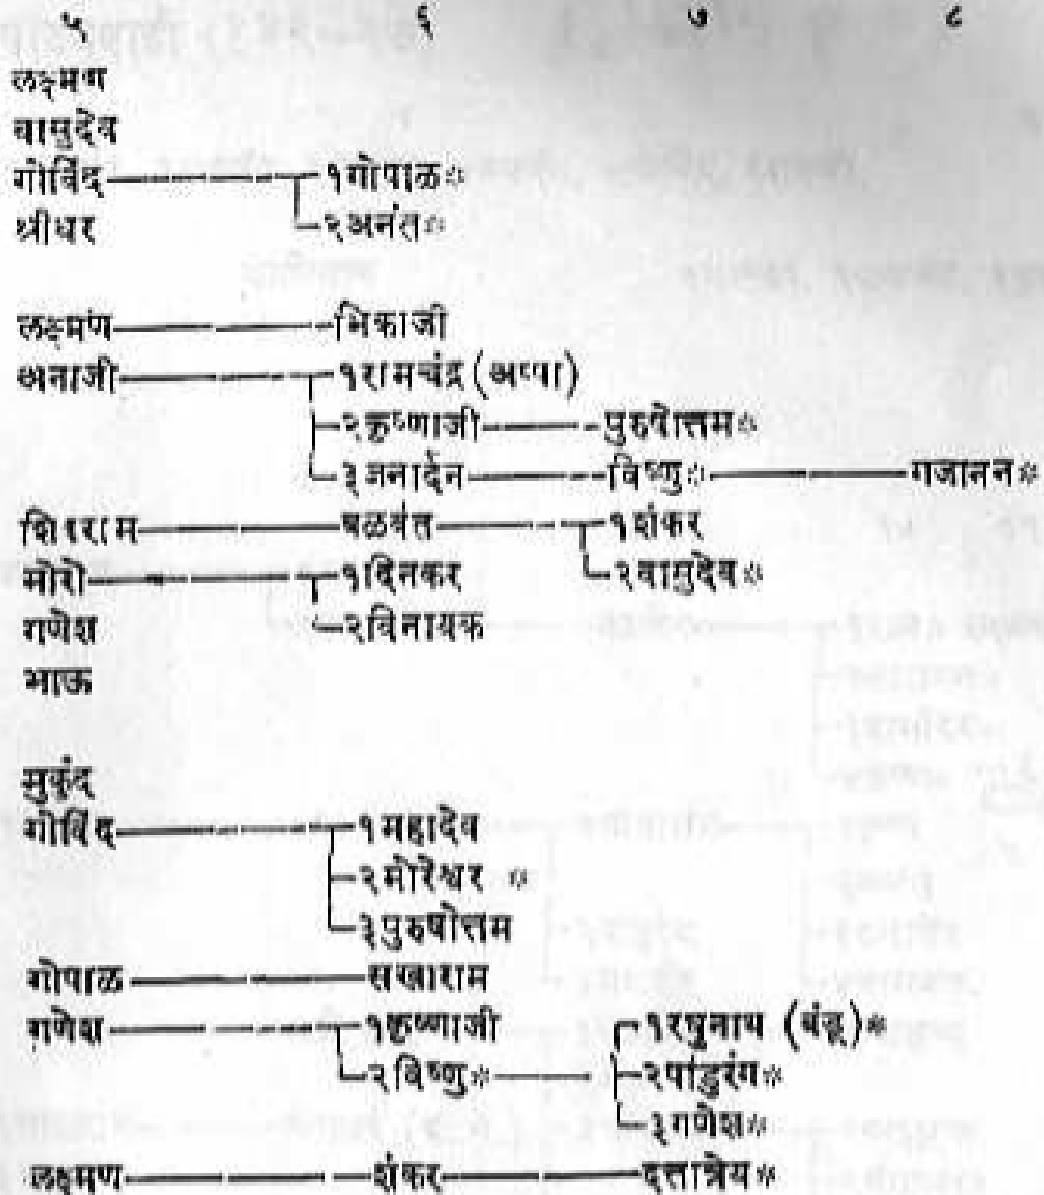 ५ ६ ७ ८
लक्ष्मण
वासुदेव
गोविंद १गोपाळ*
श्रीधर २अनंत*
लक्ष्मण भिकाजी
अंताजी १रामचंद्र (अप्पा)
२कृष्णाजी पुरुषोत्तम*
३जनार्दन विष्णु* गजानन*
शिवराम बळवंत १शंकर
मोरो १दिनकर २वासुदेव*
गणेश २विनायक
भाऊ
मुकुंद
गोविंद १महादेव
२मोरेश्वर *
३पुरुषोत्तम
गोपाळ सखाराम
गणेश १कृष्णाजी १रघुनाथ (बंडू)*
२विष्णु* २पांडुरंग*
३गणेश*
लक्ष्मण शंकर दत्तात्रेय*